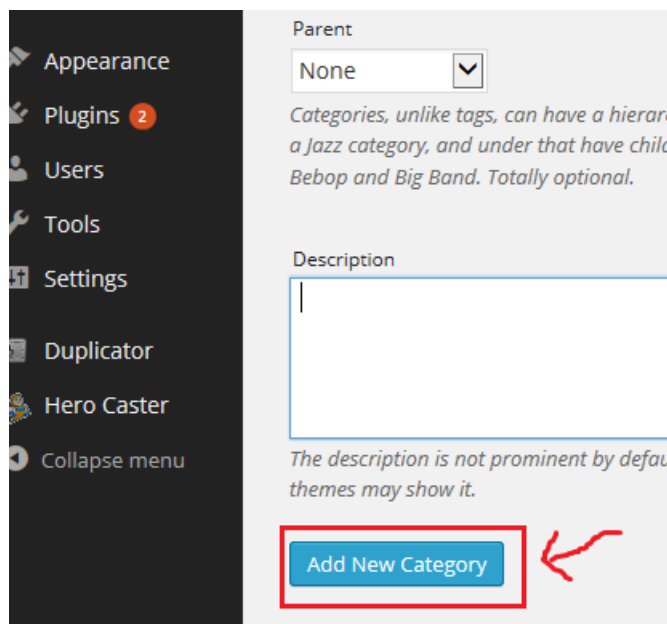 Appearance
Plugins 2
Users
Tools
Settings
Duplicator
Hero Caster
Collapse menu
Parent
None
Categories, unlike tags, can have a hierar
a Jazz category, and under that have chil
Bebop and Big Band. Totally optional.
Description
The description is not prominent by defau
themes may show it.
Add New Category